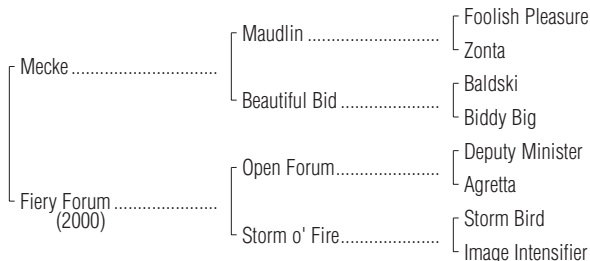 Foolish Pleasure
Maudlin ....................................
Zonta
Mecke ........................................
Baldski
Beautiful Bid ...........................
Biddy Big
Deputy Minister
Open Forum............................
Agretta
Fiery Forum ............................
(2000)
Storm Bird
Storm o' Fire...........................
Image Intensifier